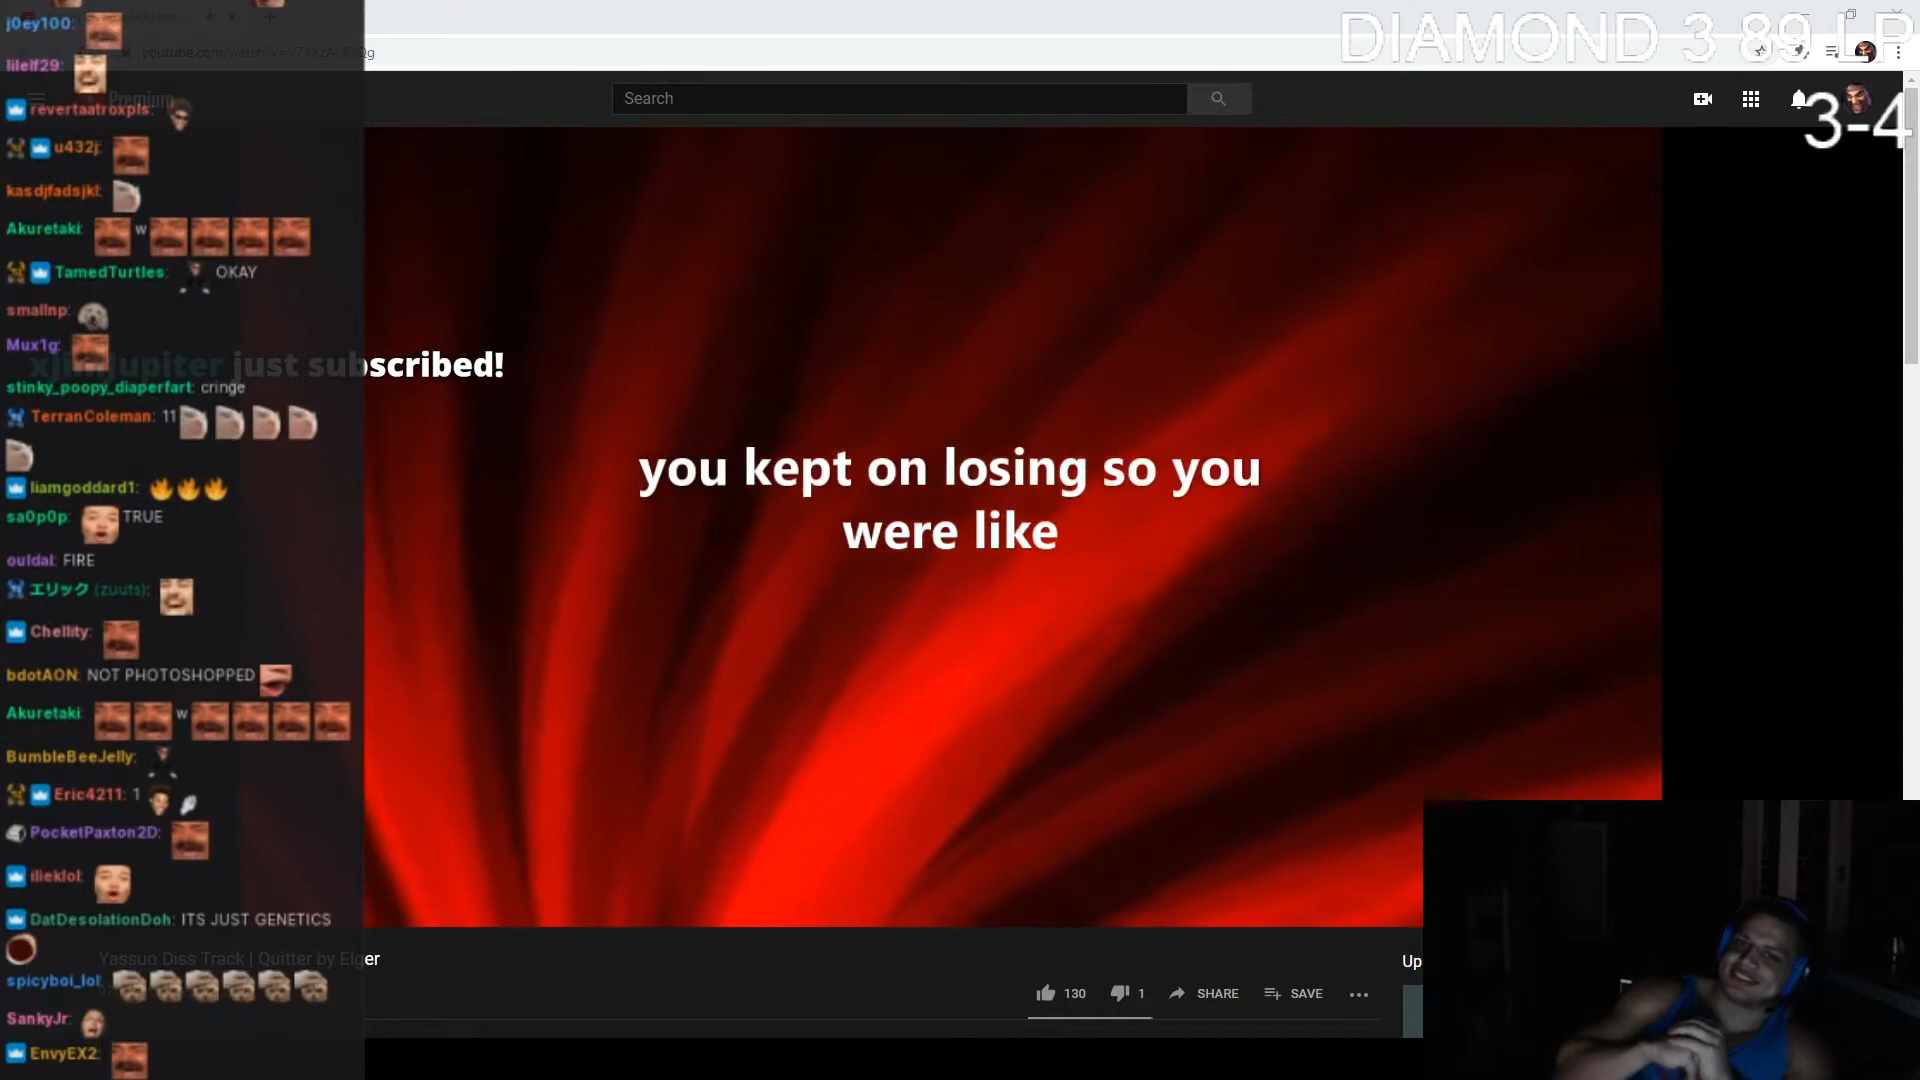 j0ey100:
DIAMOND 3 89 LP
lilelf29:
Premium
Search
revertaatroxpls:
3-4
u432j:
kasdjfadsjkl:
Akuretaki: w
TamedTurtles: OKAY
smallnp:
Mux1g:
just subscribed!
stinky_poopy_diaperfart: cringe
TerranColeman: 11
you kept on losing so you
were like
liamgoddard1:
sa0p0p: TRUE
ouldal: FIRE
エリック (zuuts):
Chellity:
bdotAON: NOT PHOTOSHOPPED
Akuretaki: w
BumbleBeeJelly:
Eric4211: 1
PocketPaxton2D:
ilieklol:
DatDesolationDoh: ITS JUST GENETICS
Yassuo Diss Track | Quitter by Elger
Up
spicyboi_lol:
130 1 SHARE SAVE
SankyJr:
EnvyEX2: